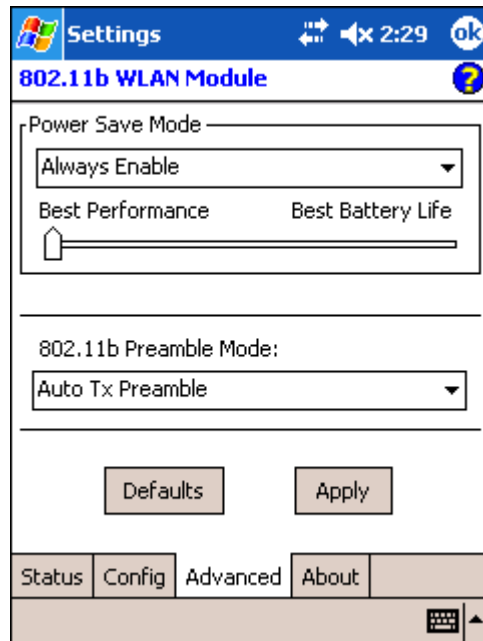 Settings 2:29 ok
802.11b WLAN Module ?
Power Save Mode
Always Enable
Best Performance Best Battery Life
802.11b Preamble Mode:
Auto Tx Preamble
Defaults Apply
Status Config Advanced About